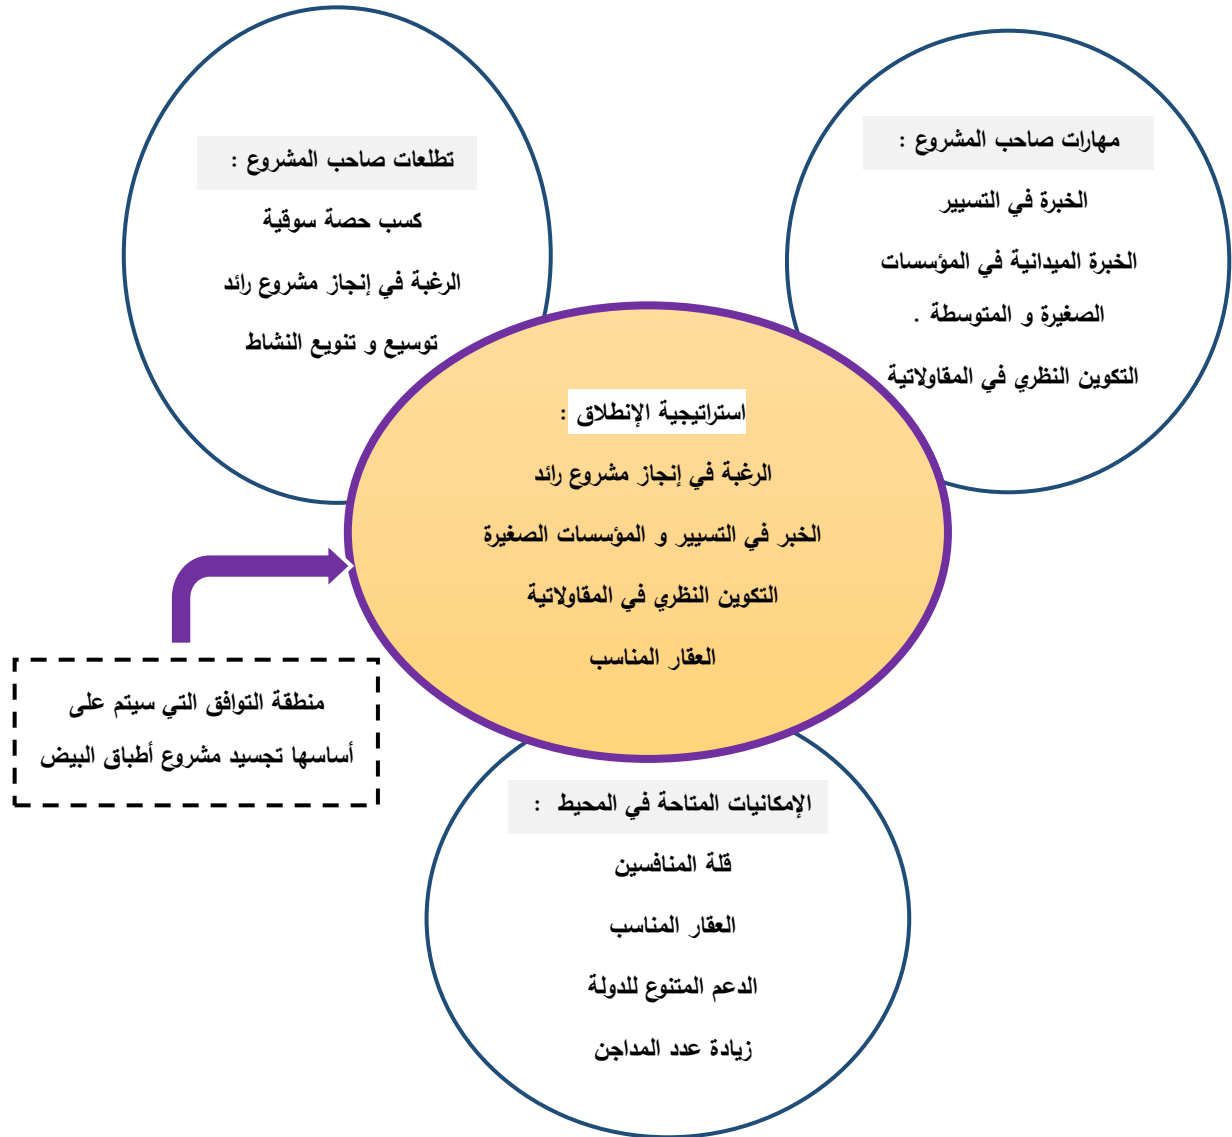 مهارات صاحب المشروع :
الخبرة في التسيير
الخبرة الميدانية في المؤسسات
الصغيرة و المتوسطة .
التكوين النظري في المقاولاتية
تطلعات صاحب المشروع :
كسب حصة سوقية
الرغبة في إنجاز مشروع رائد
توسيع و تنويع النشاط
استراتيجية الإنطلاق :
الرغبة في إنجاز مشروع رائد
الخبر في التسيير و المؤسسات الصغيرة
التكوين النظري في المقاولاتية
العقار المناسب
منطقة التوافق التي سيتم على
أساسها تجسيد مشروع أطباق البيض
الإمكانيات المتاحة في المحيط :
قلة المنافسين
العقار المناسب
الدعم المتنوع للدولة
زيادة عدد المداجن